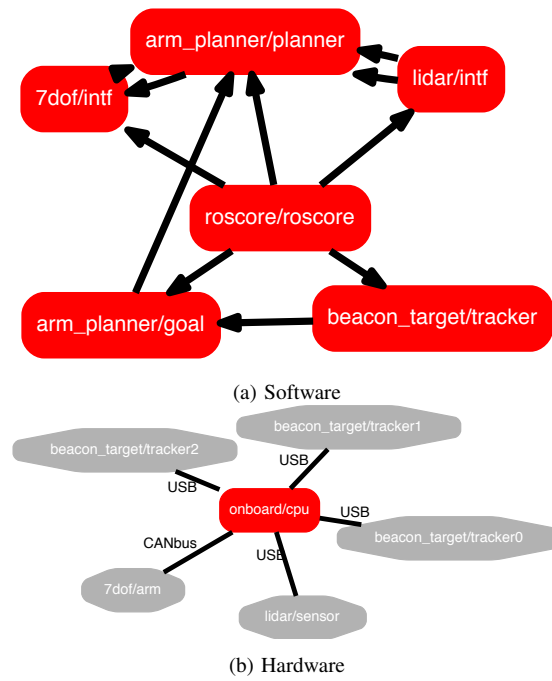 arm_planner/planner
7dof/intf
lidar/intf
roscore/roscore
arm_planner/goal
beacon_target/tracker
(a) Software
beacon_target/tracker1
beacon_target/tracker2
USB
USB
onboard/cpu
USB
beacon_target/tracker0
CANbus
USB
7dof/arm
lidar/sensor
(b) Hardware